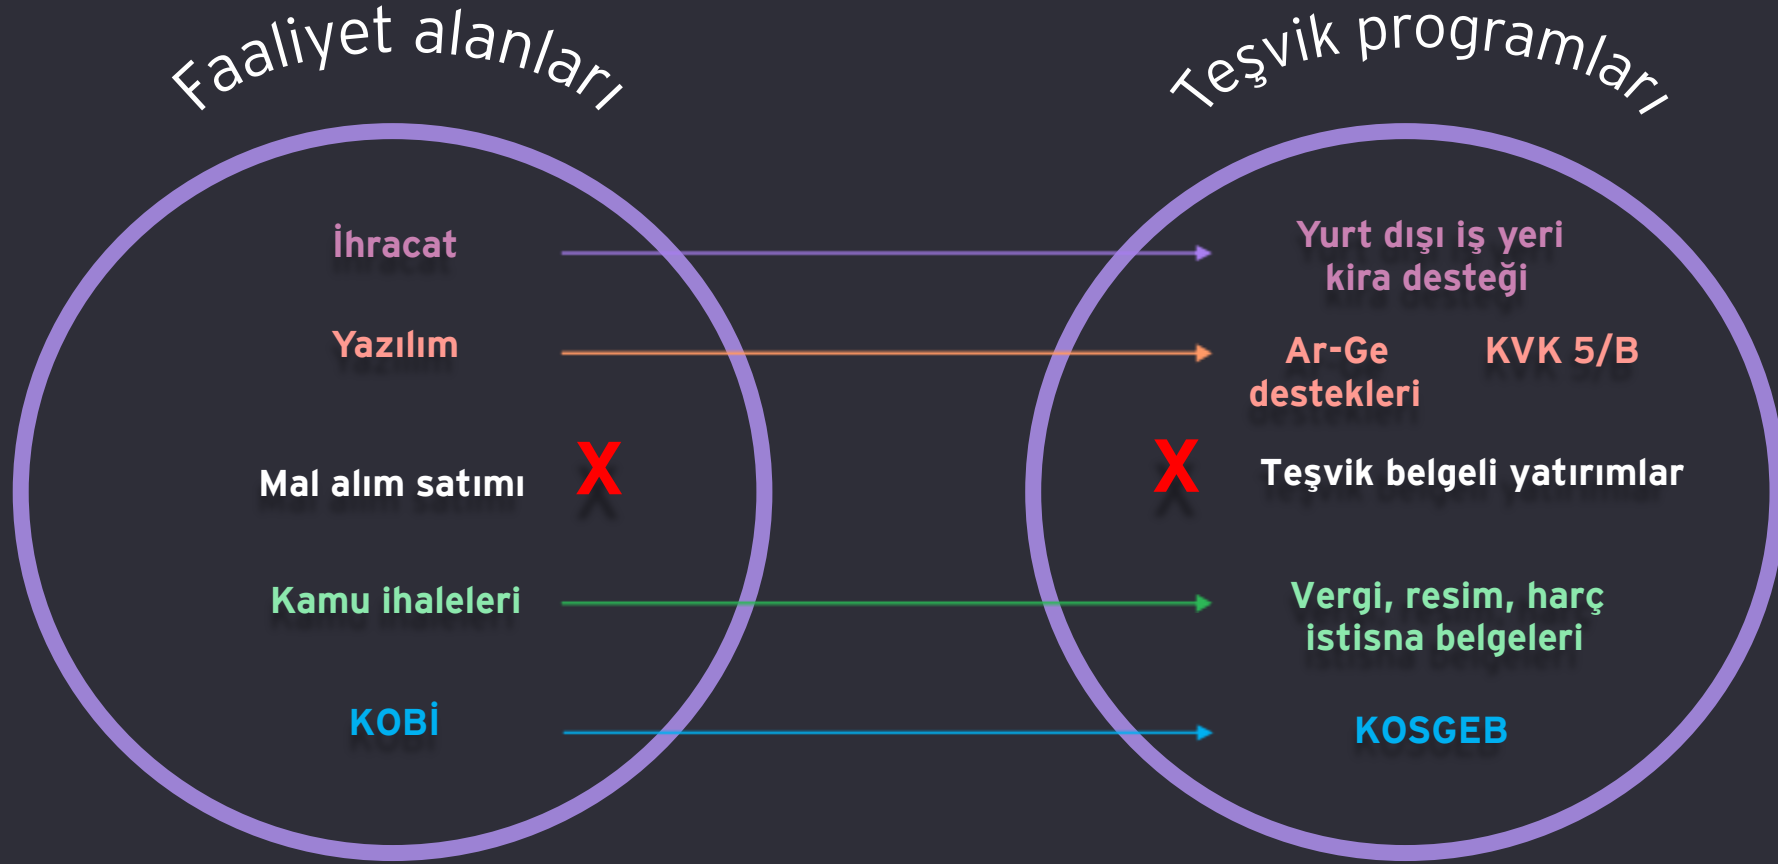 Faaliyet alanları
Teşvik programları
İhracat
Yurt dışı iş yeri
kira desteği
Yazılım
Ar-Ge
destekleri
KVK 5/B
Mal alım satımı
X
X
Teşvik belgeli yatırımlar
Kamu ihaleleri
Vergi, resim, harç
istisna belgeleri
KOBİ
KOSGEB